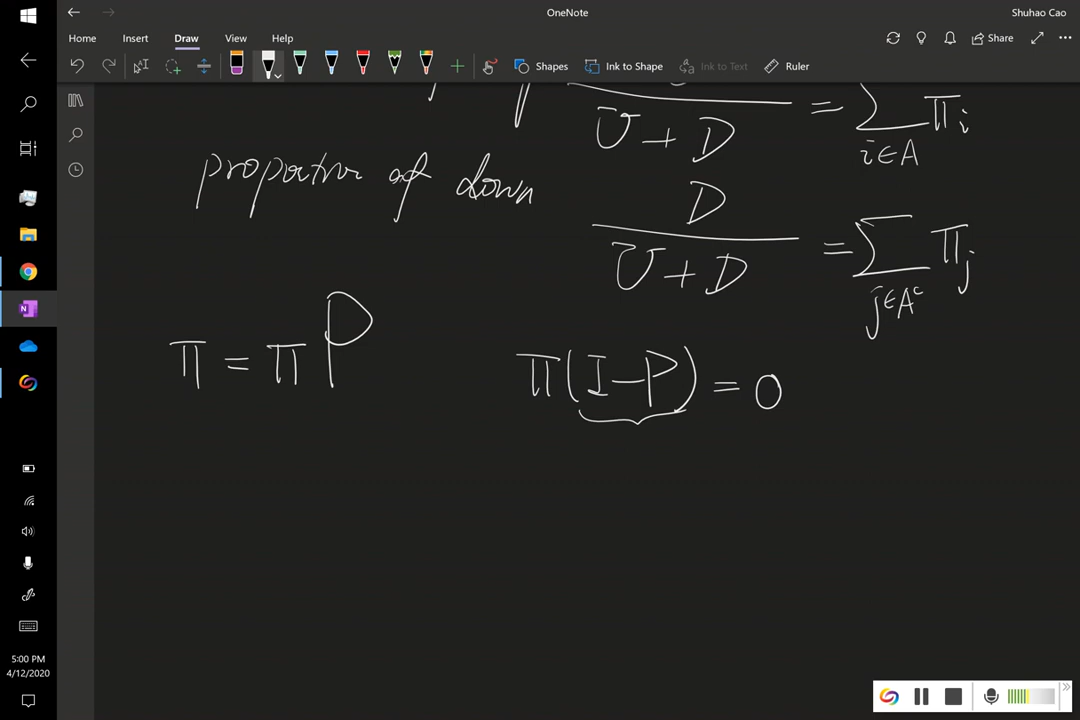 OneNote
Shuhao Cao
Home Insert Draw View Help
Share
Shapes Ink to Shape Ink to Text Ruler
U + D = ∑ πi
i∈A
proportion of down D / (U + D) = ∑ πj
j∈Aᶜ
π = π P
π(I−P) = 0
5:00 PM
4/12/2020